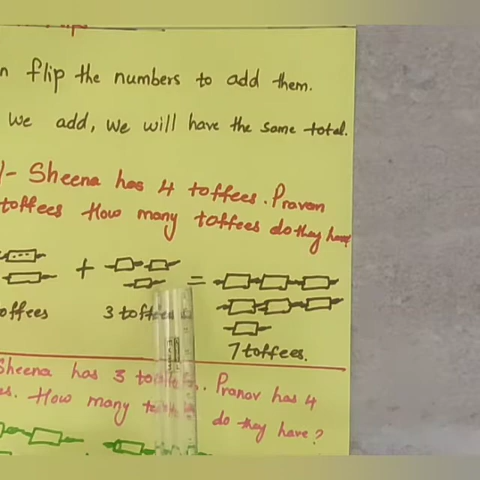 n flip the numbers to add them.
we add, we will have the same total.
- Sheena has 4 toffees. Pravan
toffees How many toffees do they have
+ =
offees 3 toffees
7 toffees.
Sheena has 3 Pranav has 4
es. How many do they have?